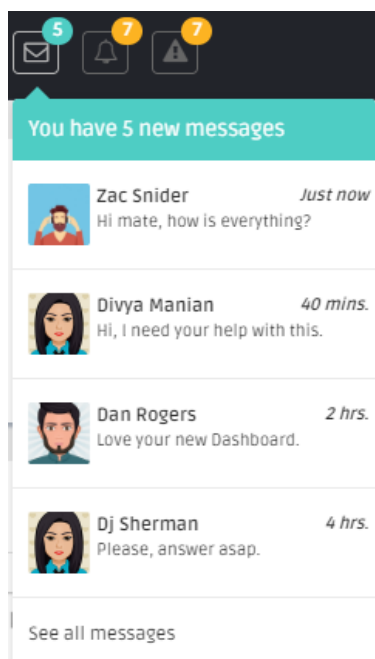 5 7 7
You have 5 new messages
Zac Snider Just now
Hi mate, how is everything?
Divya Manian 40 mins.
Hi, I need your help with this.
Dan Rogers 2 hrs.
Love your new Dashboard.
Dj Sherman 4 hrs.
Please, answer asap.
See all messages